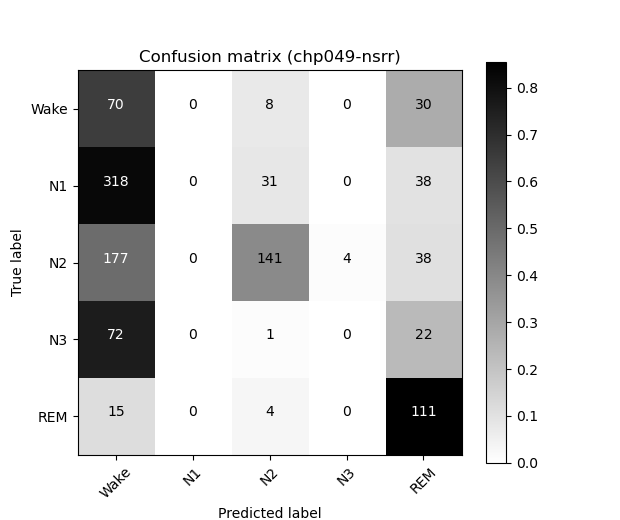 Confusion matrix (chp049-nsrr)
True label
Wake 70 0 8 0 30
N1 318 0 31 0 38
N2 177 0 141 4 38
N3 72 0 1 0 22
REM 15 0 4 0 111
Wake N1 N2 N3 REM
Predicted label
0.8
0.7
0.6
0.5
0.4
0.3
0.2
0.1
0.0